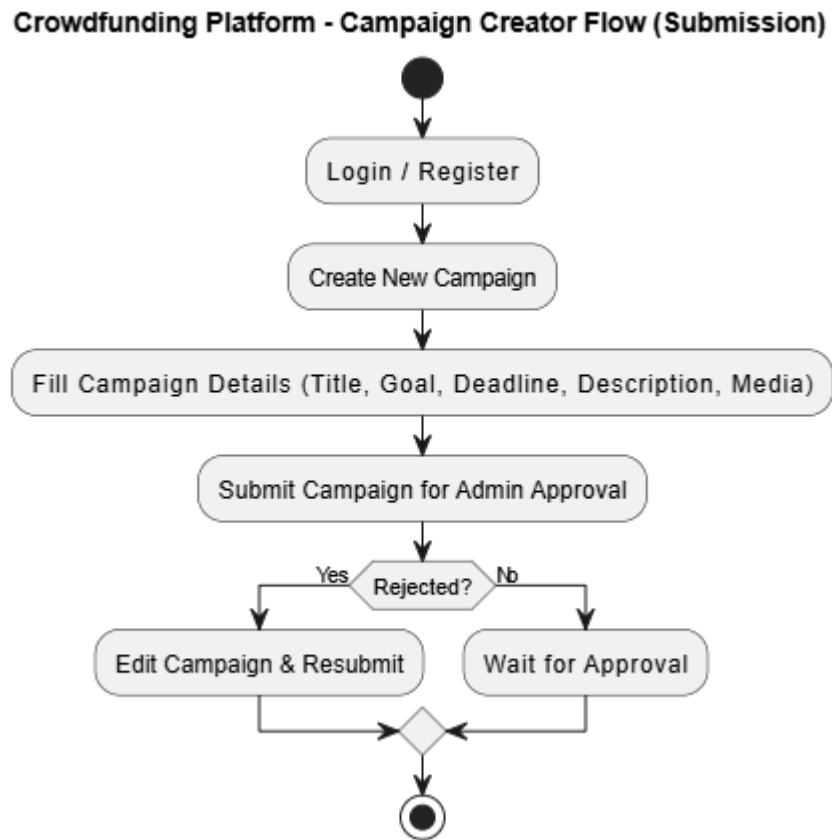 Crowdfunding Platform - Campaign Creator Flow (Submission)
Login / Register
Create New Campaign
Fill Campaign Details (Title, Goal, Deadline, Description, Media)
Submit Campaign for Admin Approval
Yes
Rejected?
No
Edit Campaign & Resubmit
Wait for Approval